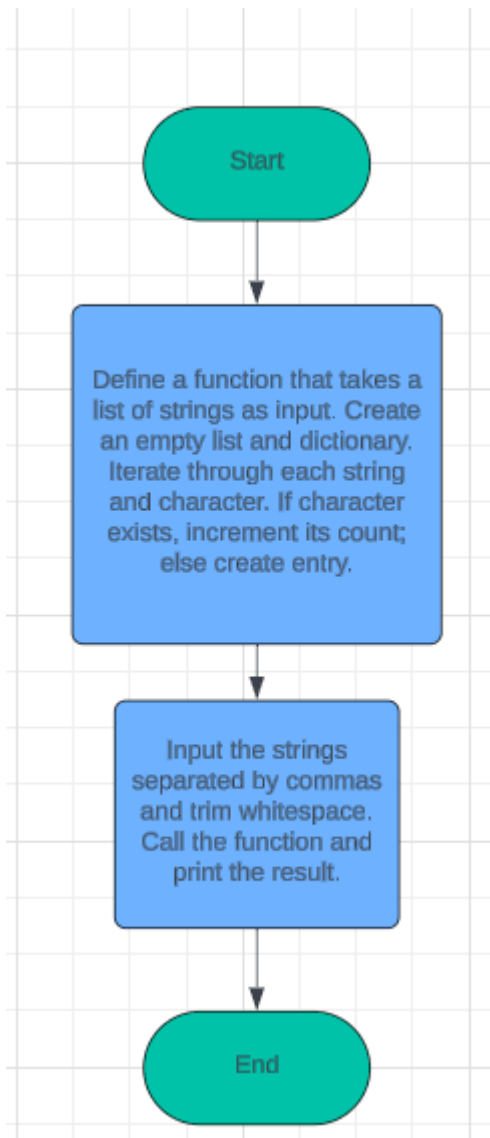 Start
Define a function that takes a
list of strings as input. Create
an empty list and dictionary.
Iterate through each string
and character. If character
exists, increment its count;
else create entry.
Input the strings
separated by commas
and trim whitespace.
Call the function and
print the result.
End